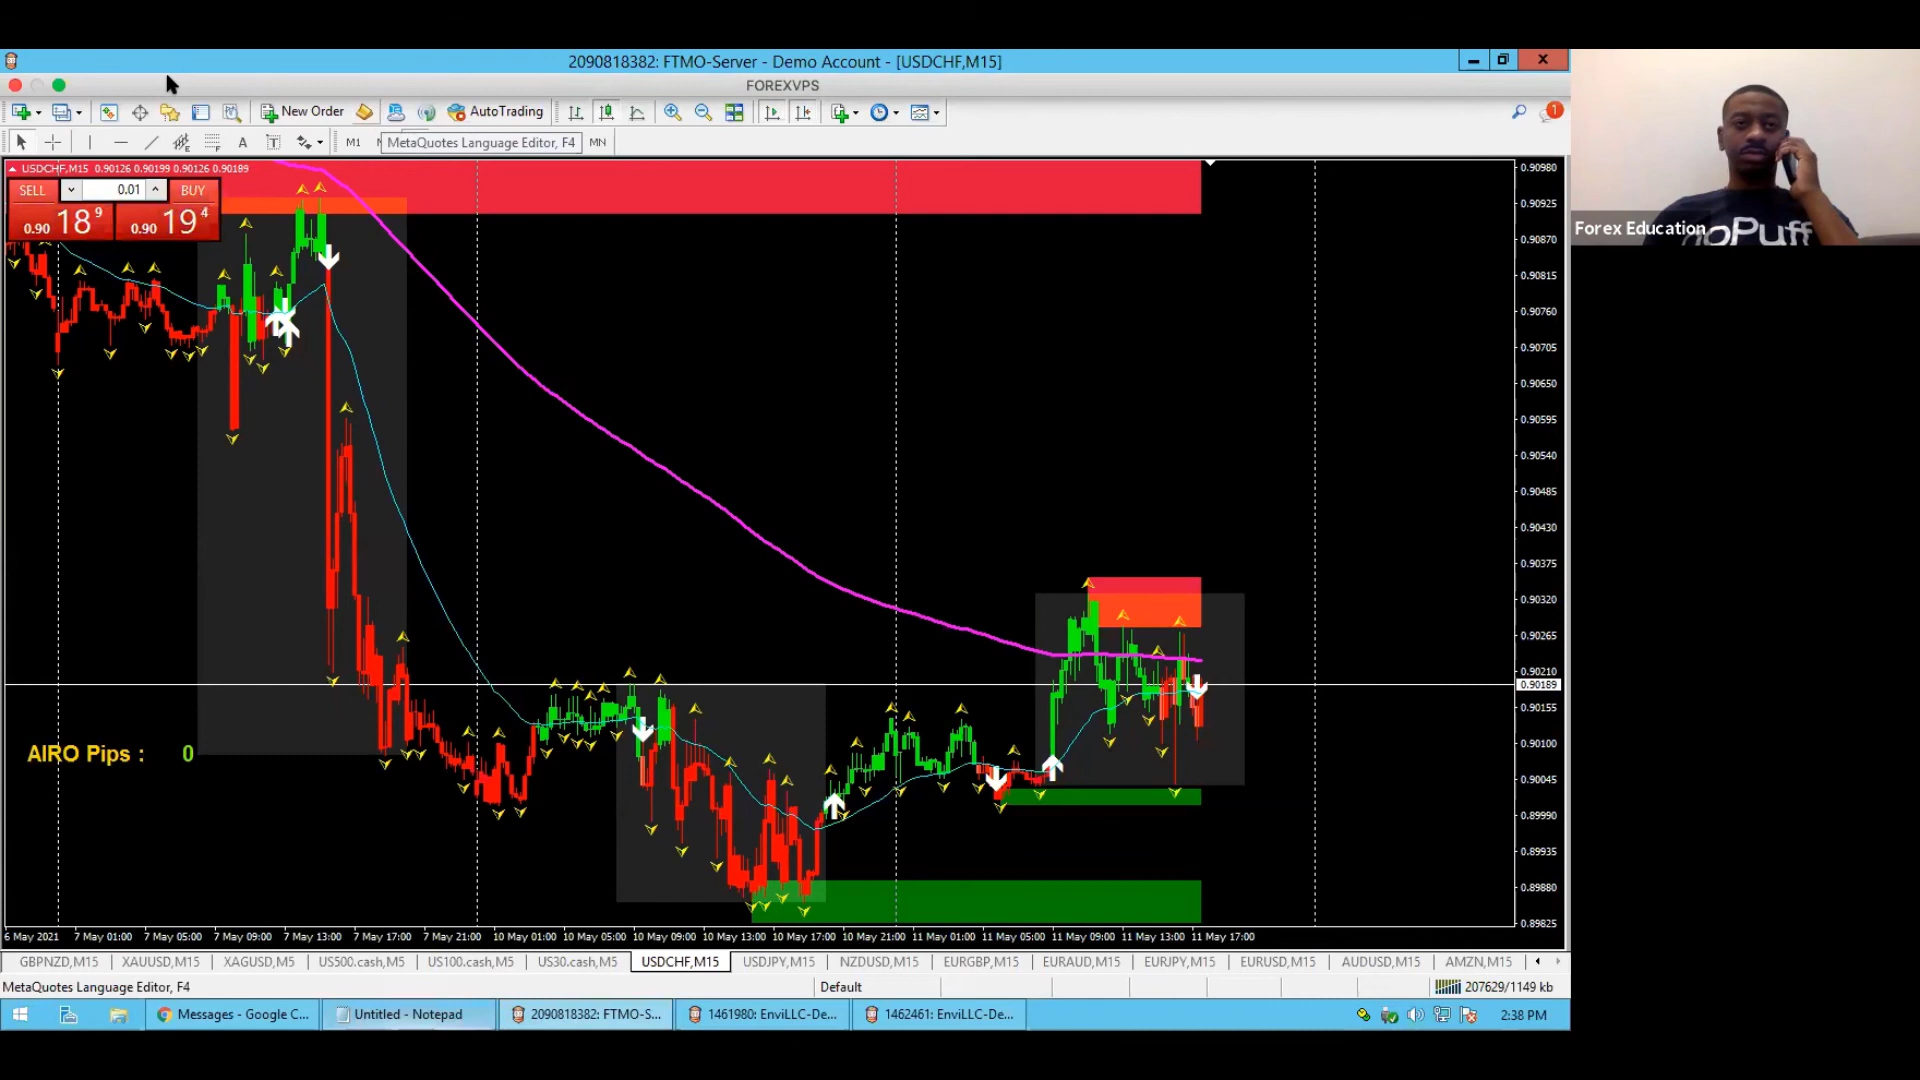 2090818382: FTMO-Server - Demo Account - [USDCHF,M15]
FOREXVPS
New Order
AutoTrading
1
M1
MetaQuotes Language Editor, F4
MN
USDCHF,M15 0.90126 0.90199 0.90126 0.90189
SELL
0.01
BUY
0.90 18 9
0.90 19 4
Forex Education
noPuff
0.90980
0.90925
0.90870
0.90815
0.90760
0.90705
0.90650
0.90595
0.90540
0.90485
0.90430
0.90375
0.90320
0.90265
0.90210
0.90189
0.90155
0.90100
0.90045
0.89990
0.89935
0.89880
0.89825
AIRO Pips : 0
6 May 2021 7 May 01:00 7 May 05:00 7 May 09:00 7 May 13:00 7 May 17:00 7 May 21:00 10 May 01:00 10 May 05:00 10 May 09:00 10 May 13:00 10 May 17:00 10 May 21:00 11 May 01:00 11 May 05:00 11 May 09:00 11 May 13:00 11 May 17:00
GBPNZD,M15 XAUUSD,M15 XAGUSD,M5 US500.cash,M5 US100.cash,M5 US30.cash,M5 USDCHF,M15 USDJPY,M15 NZDUSD,M15 EURGBP,M15 EURAUD,M15 EURJPY,M15 EURUSD,M15 AUDUSD,M15 AMZN,M15
MetaQuotes Language Editor, F4
Default
207629/1149 kb
Messages - Google C...
Untitled - Notepad
2090818382: FTMO-S...
1461980: EnviLLC-De...
1462461: EnviLLC-De...
2:38 PM